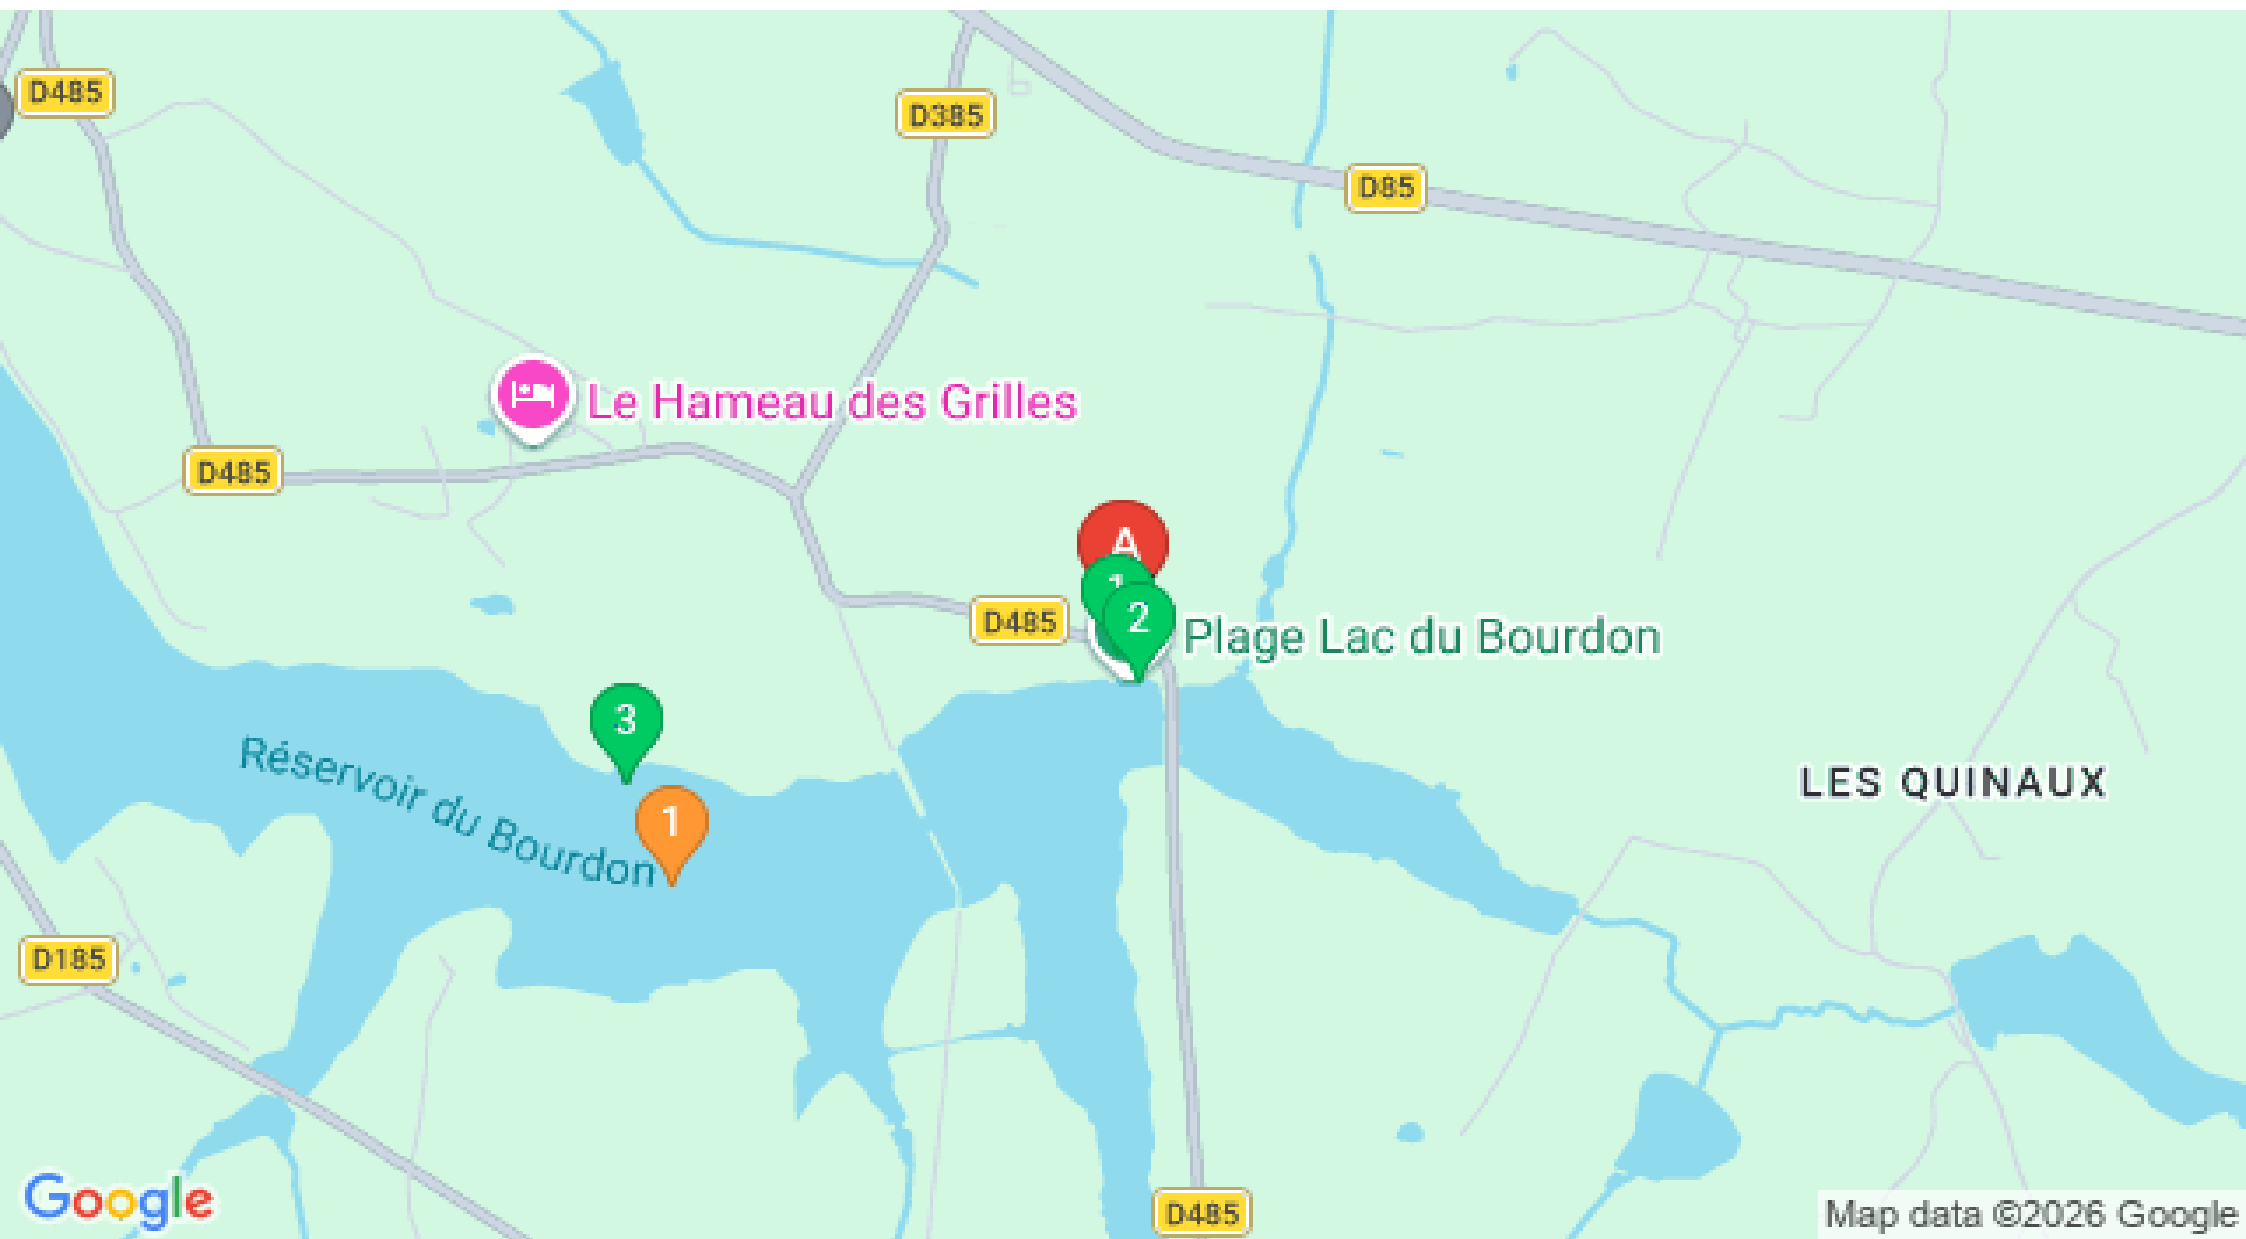 D485
D385
D85
Le Hameau des Grilles
D485
A
1
2
D485
Plage Lac du Bourdon
3
Réservoir du Bourdon
1
LES QUINAUX
D185
D485
Google
Map data ©2026 Google